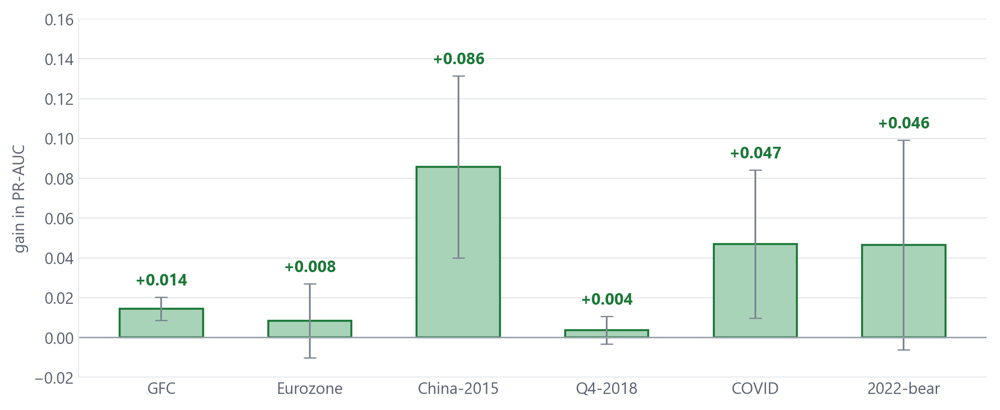 gain in PR-AUC
0.16
0.14
0.12
0.10
0.08
0.06
0.04
0.02
0.00
−0.02
+0.014
+0.008
+0.086
+0.004
+0.047
+0.046
GFC
Eurozone
China-2015
Q4-2018
COVID
2022-bear